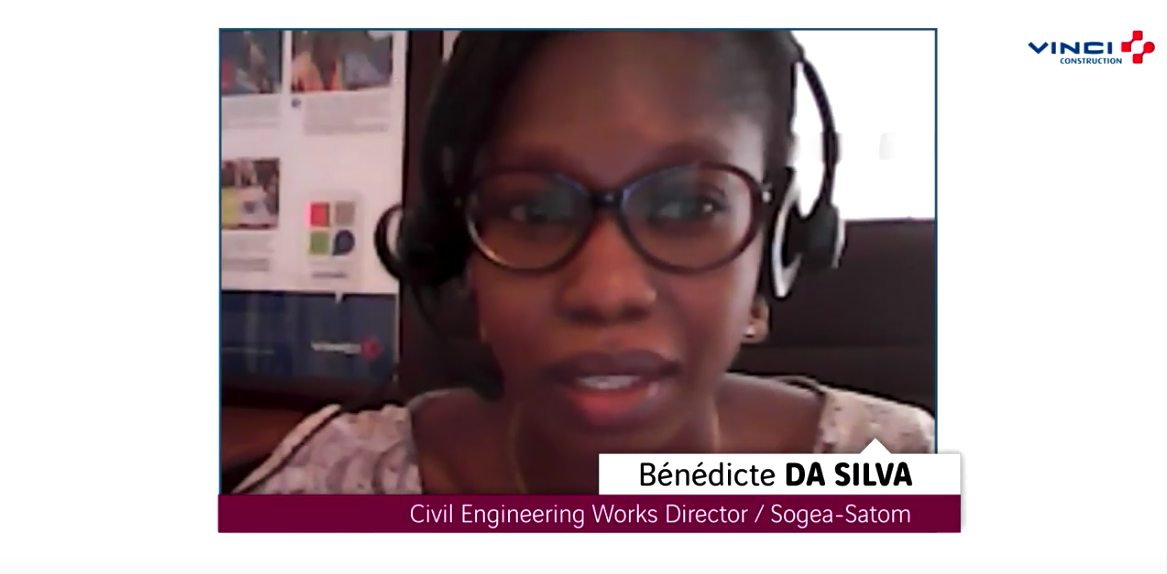 VINCI
CONSTRUCTION
Bénédicte DA SILVA
Civil Engineering Works Director / Sogea-Satom